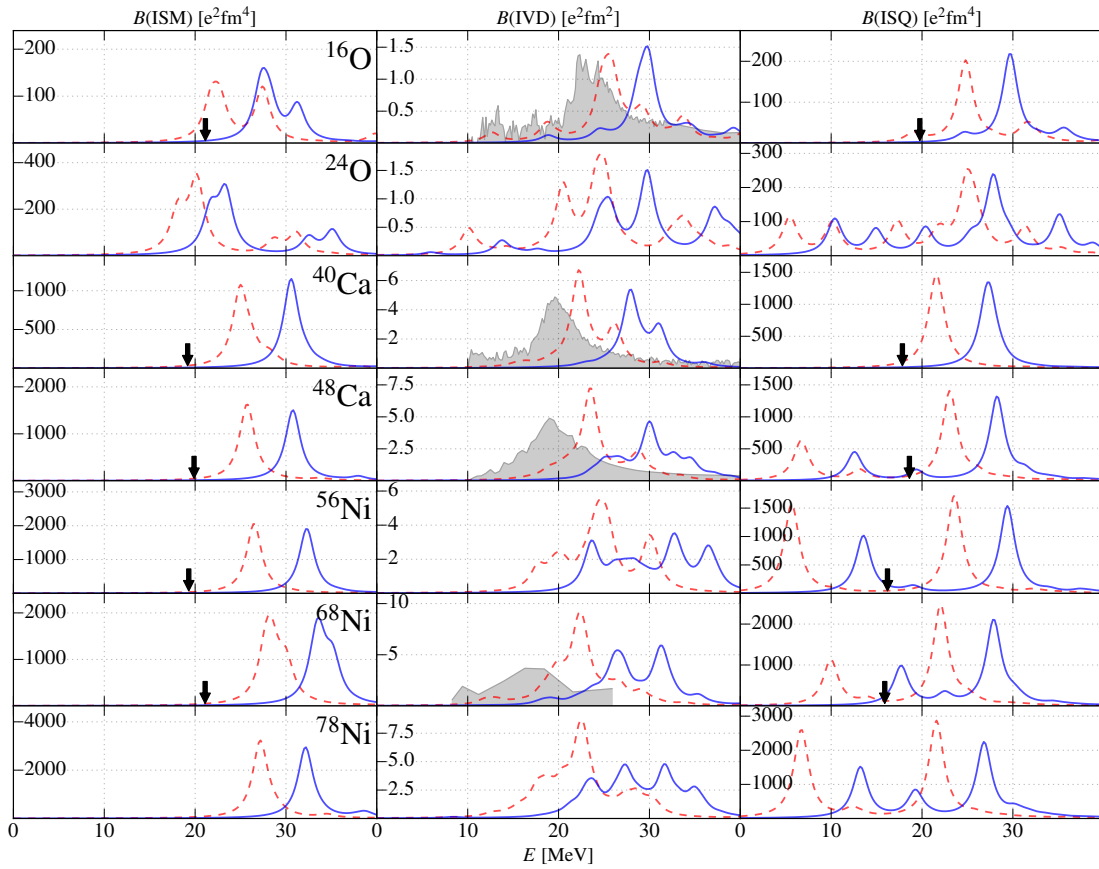 B(ISM) [e²fm⁴] B(IVD) [e²fm²] B(ISQ) [e²fm⁴]
200 100 ¹⁶O 1.5 1.0 0.5 200 100
400 200 ²⁴O 1.5 1.0 0.5 300 200 100
1000 500 ⁴⁰Ca 6 4 2 1500 1000 500
2000 1000 ⁴⁸Ca 7.5 5.0 2.5 1500 1000 500
3000 2000 1000 ⁵⁶Ni 6 4 2 1500 1000 500
2000 1000 ⁶⁸Ni 10 5 2000 1000
4000 2000 ⁷⁸Ni 7.5 5.0 2.5 3000 2000 1000
0 10 20 30 0 10 20 30 0 10 20 30
E [MeV]